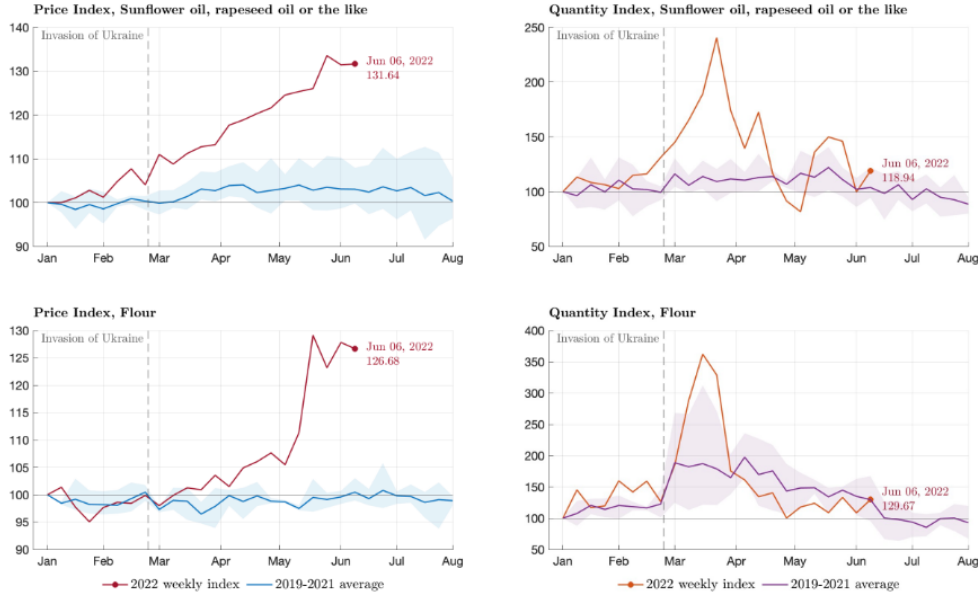 Price Index, Sunflower oil, rapeseed oil or the like
140
130
120
110
100
90
Invasion of Ukraine
Jun 06, 2022
131.64
Jan Feb Mar Apr May Jun Jul Aug
Quantity Index, Sunflower oil, rapeseed oil or the like
250
200
150
100
50
Invasion of Ukraine
Jun 06, 2022
118.94
Jan Feb Mar Apr May Jun Jul Aug
Price Index, Flour
130
125
120
115
110
105
100
95
90
Invasion of Ukraine
Jun 06, 2022
126.68
Jan Feb Mar Apr May Jun Jul Aug
2022 weekly index 2019-2021 average
Quantity Index, Flour
400
350
300
250
200
150
100
50
Invasion of Ukraine
Jun 06, 2022
129.67
Jan Feb Mar Apr May Jun Jul Aug
2022 weekly index 2019-2021 average